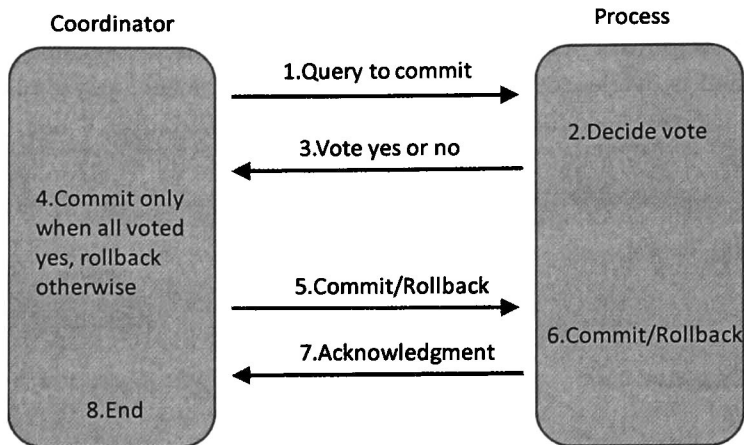 Coordinator
Process
1.Query to commit
2.Decide vote
3.Vote yes or no
4.Commit only
when all voted
yes, rollback
otherwise
5.Commit/Rollback
6.Commit/Rollback
7.Acknowledgment
8.End